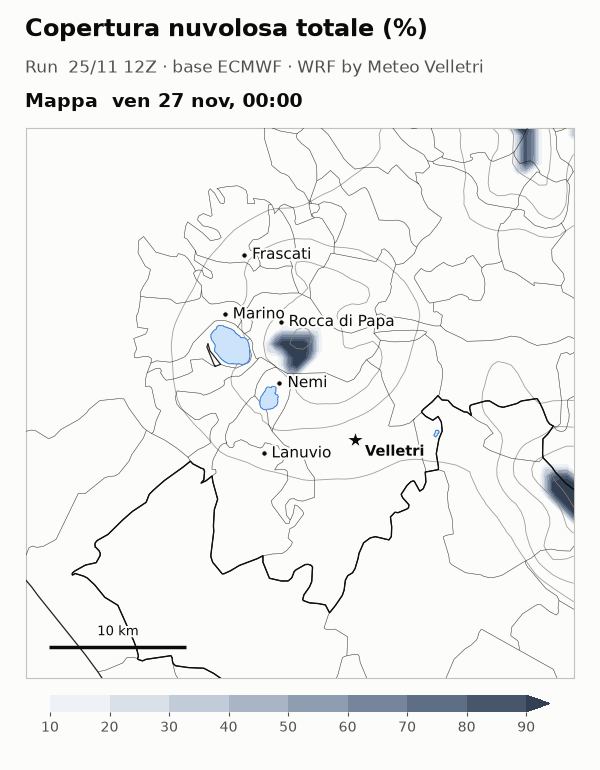 Copertura nuvolosa totale (%)
Run  25/11 12Z · base ECMWF · WRF by Meteo Velletri
Mappa  ven 27 nov, 00:00
Frascati
Marino
Rocca di Papa
Nemi
Velletri
Lanuvio
10 km
10 20 30 40 50 60 70 80 90